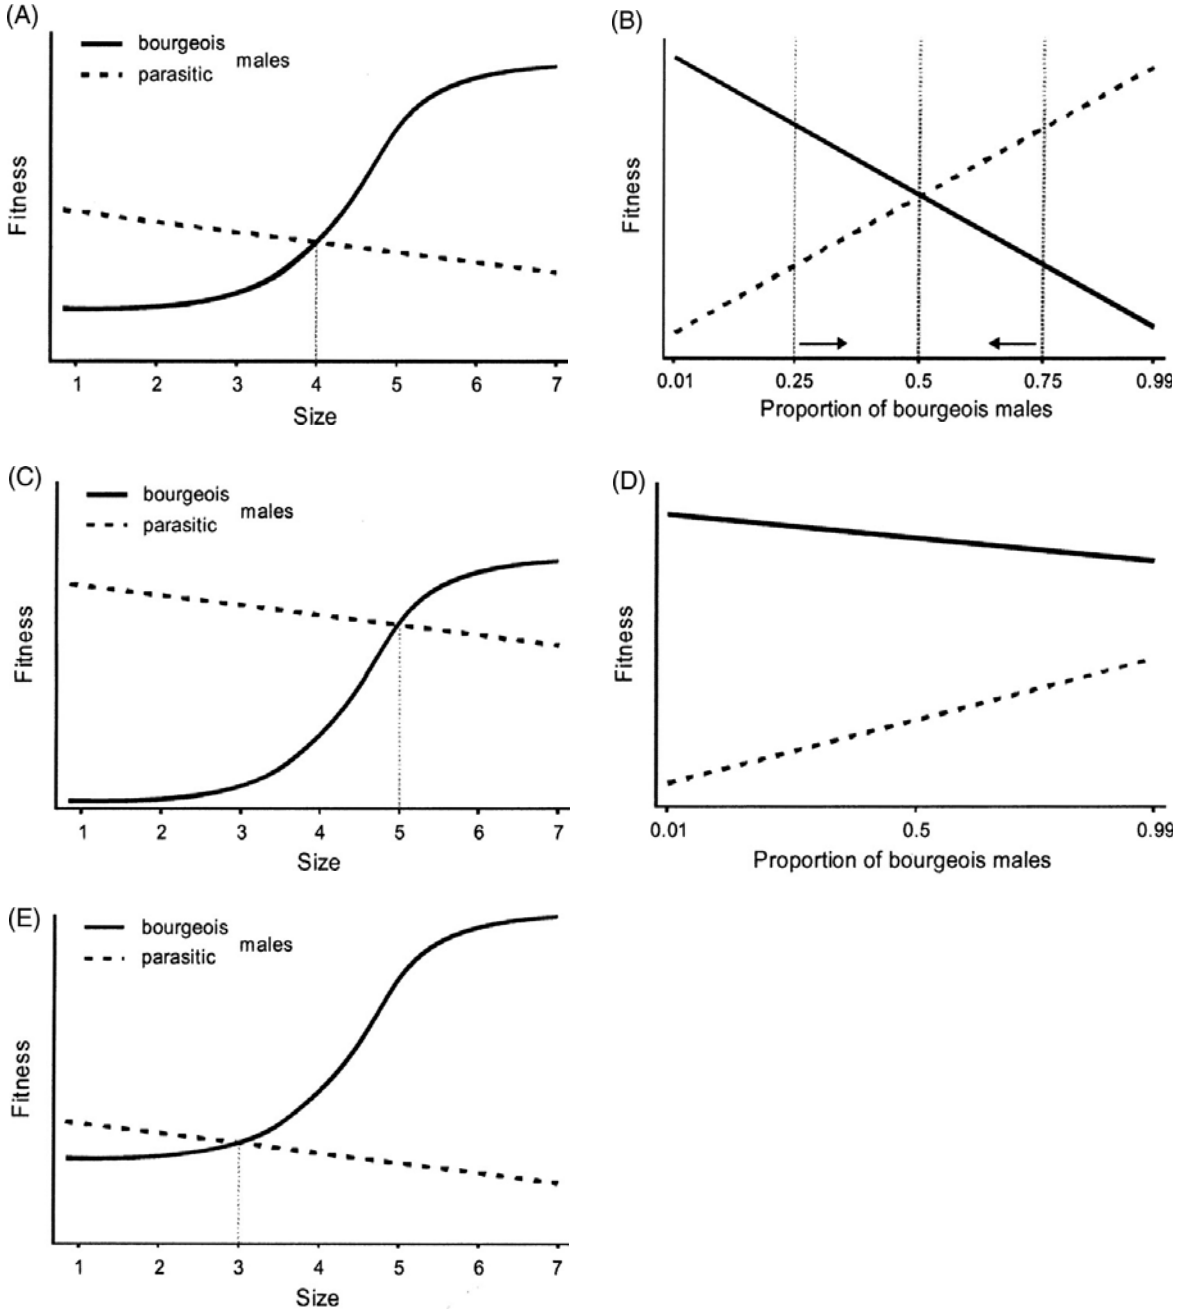 (A)
bourgeois
males
parasitic
Fitness
1 2 3 4 5 6 7
Size
(B)
Fitness
0.01 0.25 0.5 0.75 0.99
Proportion of bourgeois males
(C)
bourgeois
males
parasitic
Fitness
1 2 3 4 5 6 7
Size
(D)
Fitness
0.01 0.5 0.99
Proportion of bourgeois males
(E)
bourgeois
males
parasitic
Fitness
1 2 3 4 5 6 7
Size